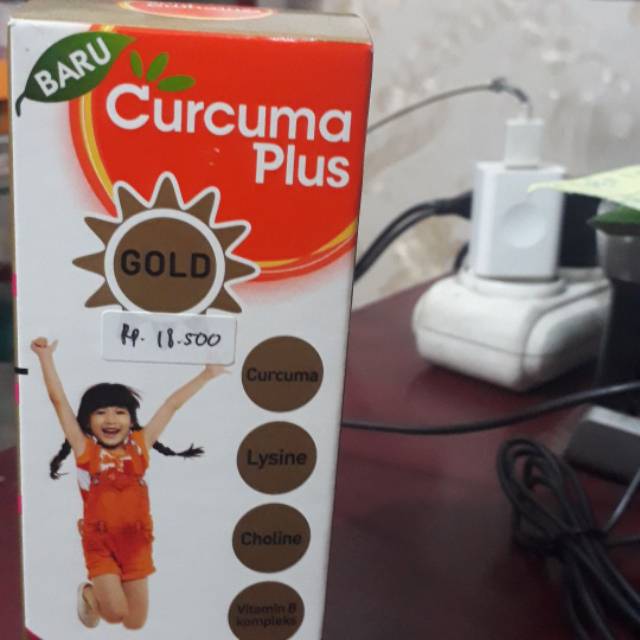 BARU
Curcuma
Plus
GOLD
Rp. 18.500
Curcuma
Lysine
Choline
Vitamin B
kompleks